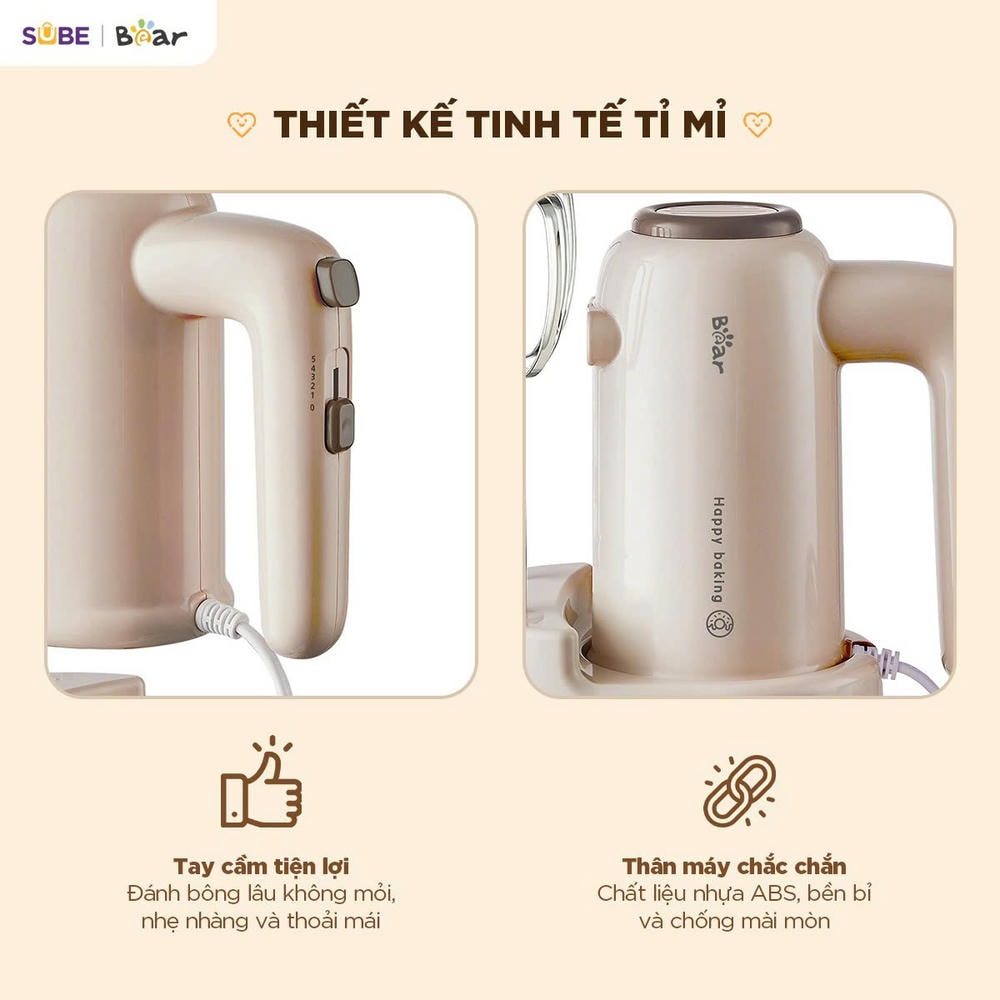 SUBE | Bear
THIẾT KẾ TINH TẾ TỈ MỈ
5
4
3
2
1
0
Bear
Happy baking
Tay cầm tiện lợi
Đánh bông lâu không mỏi,
nhẹ nhàng và thoải mái
Thân máy chắc chắn
Chất liệu nhựa ABS, bền bỉ
và chống mài mòn